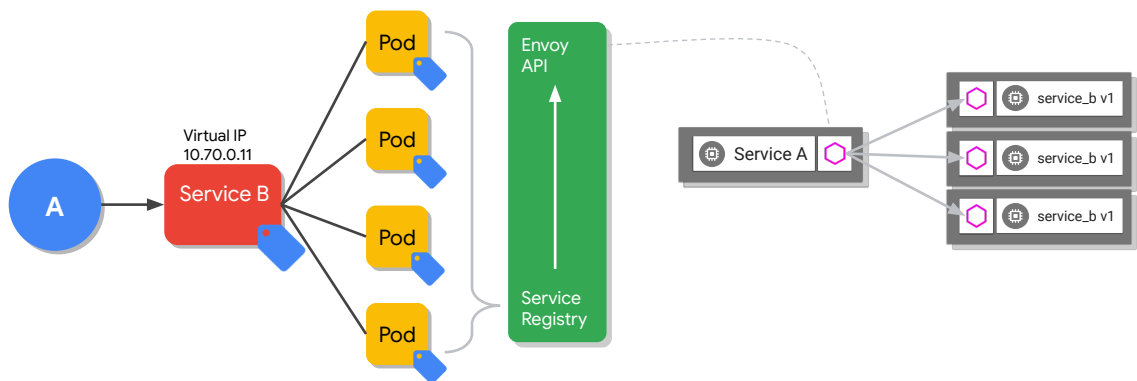 A
Virtual IP
10.70.0.11
Service B
Pod
Pod
Pod
Pod
Envoy
API
Service
Registry
Service A
service_b v1
service_b v1
service_b v1